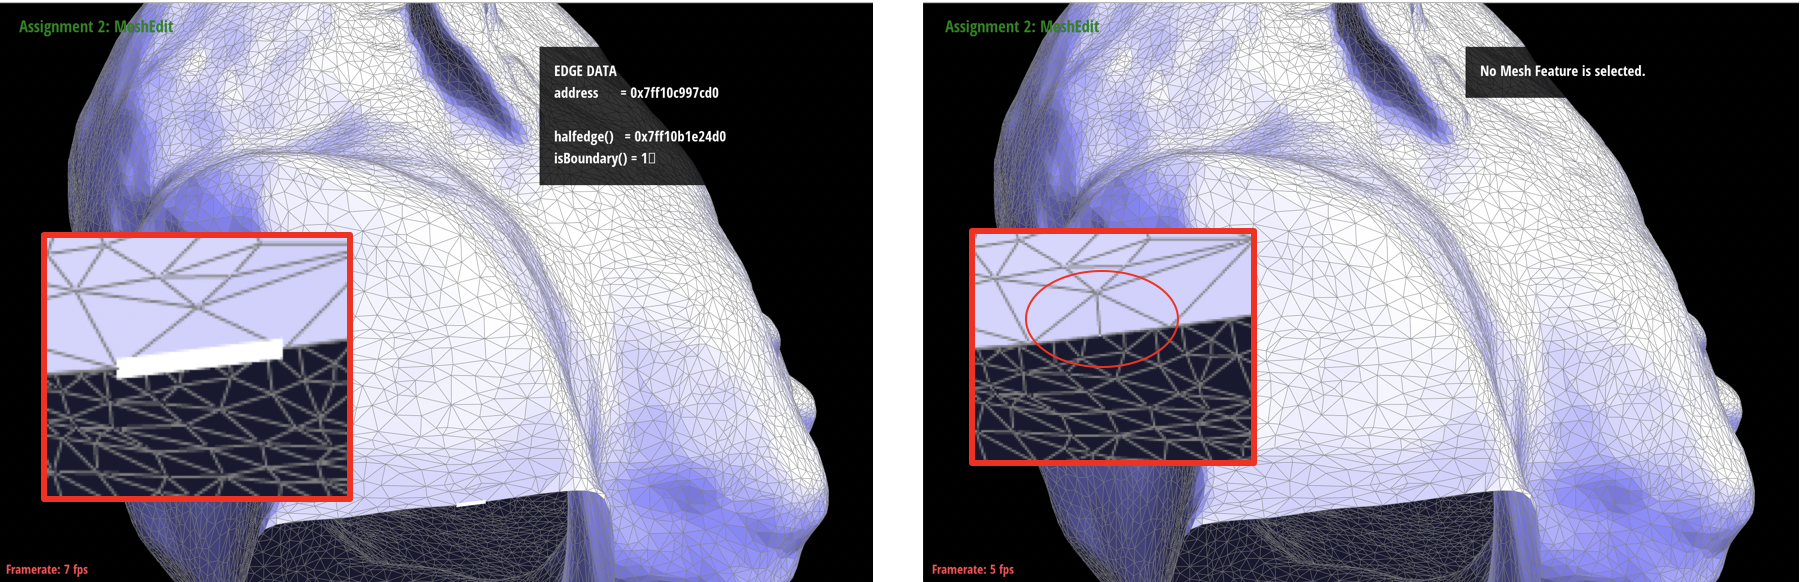 Assignment 2: MeshEdit
EDGE DATA
address = 0x7ff10c997cd0
halfedge() = 0x7ff10b1e24d0
isBoundary() = 1▯
Framerate: 7 fps
Assignment 2: MeshEdit
No Mesh Feature is selected.
Framerate: 5 fps